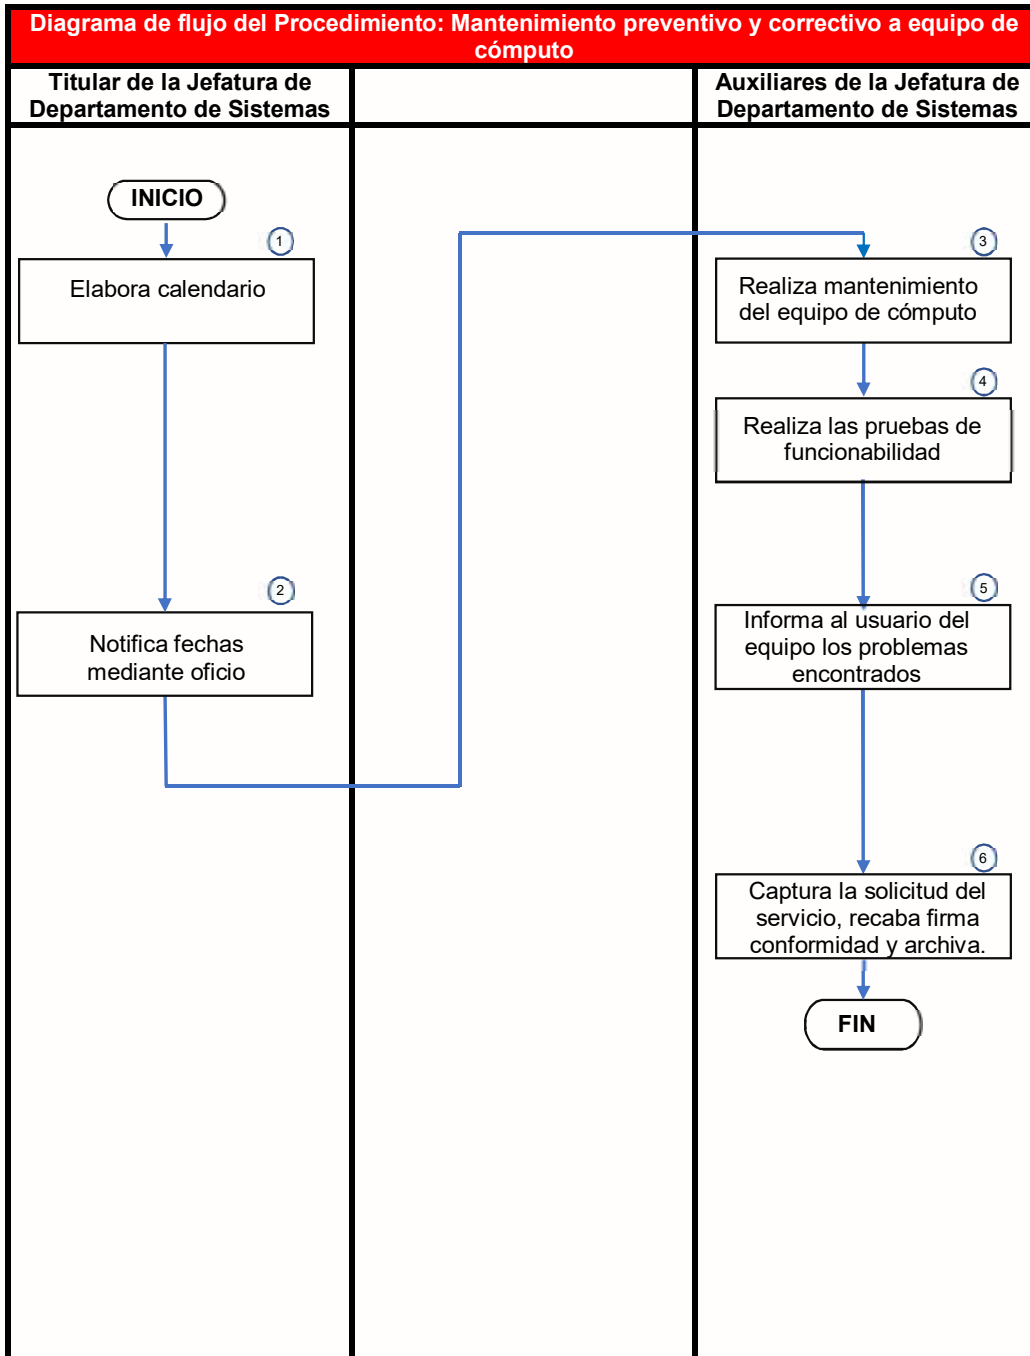 Diagrama de flujo del Procedimiento: Mantenimiento preventivo y correctivo a equipo de
cómputo
Titular de la Jefatura de
Departamento de Sistemas
Auxiliares de la Jefatura de
Departamento de Sistemas
INICIO
1
Elabora calendario
2
Notifica fechas
mediante oficio
3
Realiza mantenimiento
del equipo de cómputo
4
Realiza las pruebas de
funcionabilidad
5
Informa al usuario del
equipo los problemas
encontrados
6
Captura la solicitud del
servicio, recaba firma
conformidad y archiva.
FIN